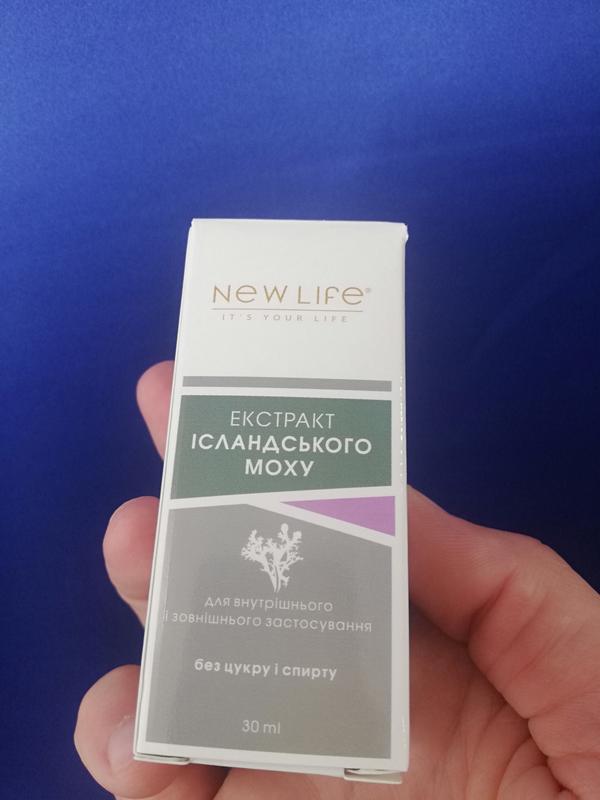 NEW LIFE®
IT'S YOUR LIFE
ЕКСТРАКТ
ІСЛАНДСЬКОГО
МОХУ
для внутрішнього
і зовнішнього застосування
без цукру і спирту
30 ml